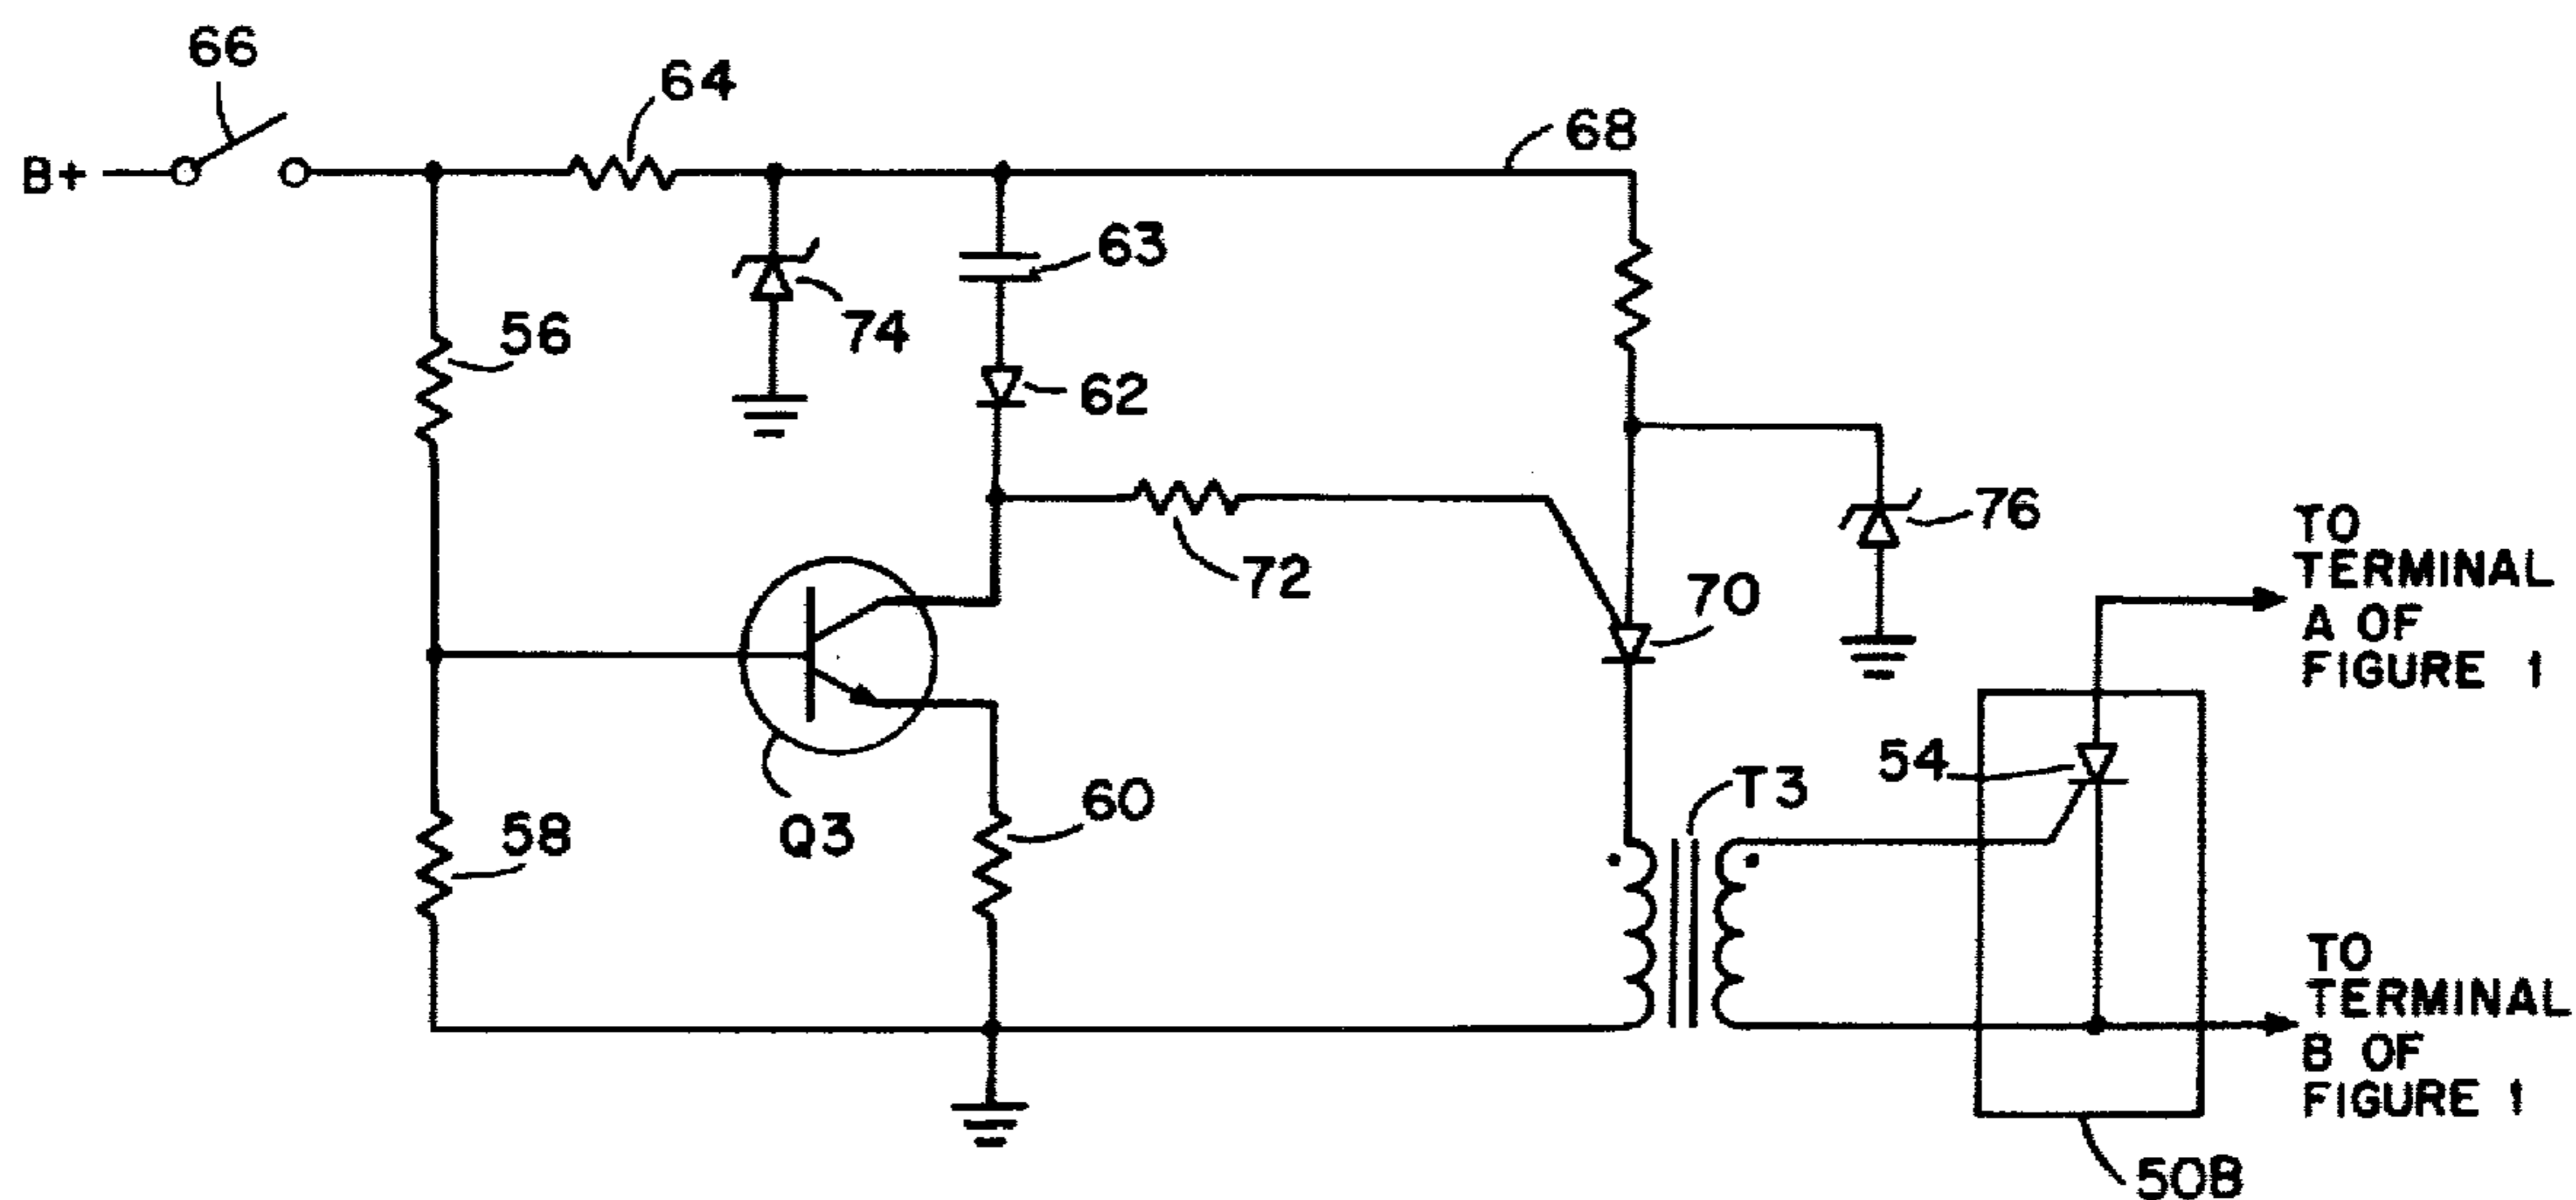 66
64
68
B+
63
56
74
62
76
TO
TERMINAL
A OF
FIGURE 1
72
70
54
T3
60
58
Q3
TO
TERMINAL
B OF
FIGURE 1
50B